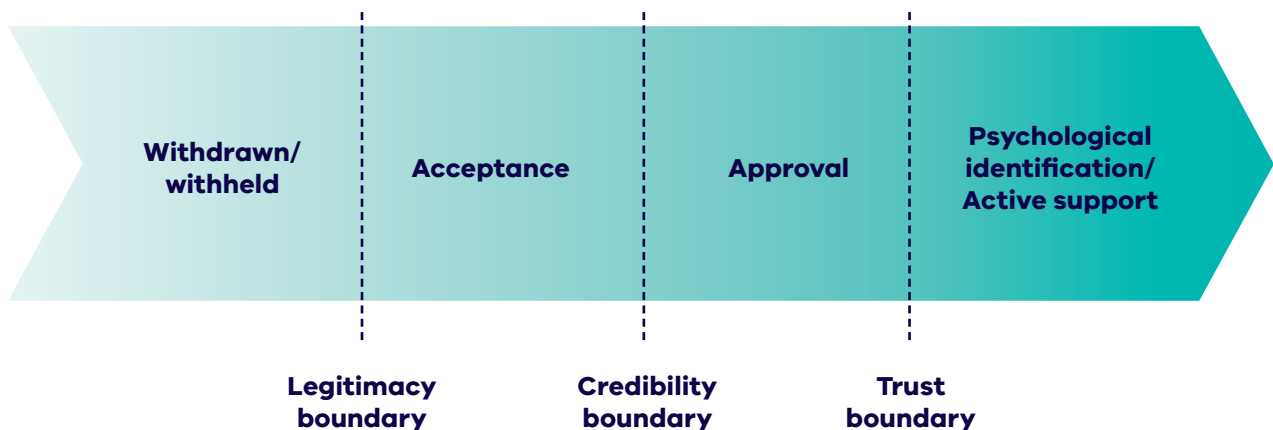 Withdrawn/
withheld
Acceptance
Approval
Psychological
identification/
Active support
Legitimacy
boundary
Credibility
boundary
Trust
boundary